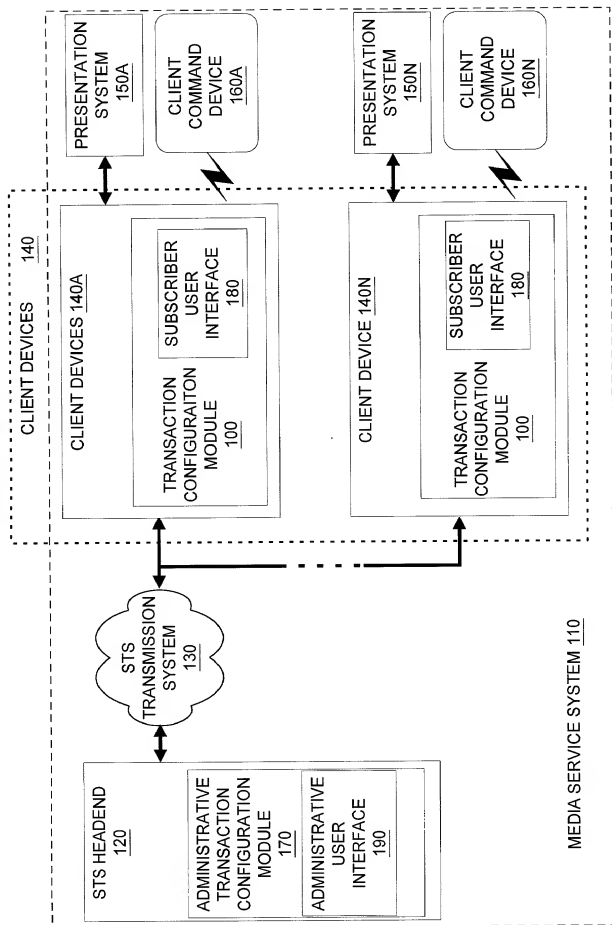 CLIENT DEVICES 140
CLIENT DEVICES 140A
TRANSACTION
CONFIGURAITON
MODULE
100
SUBSCRIBER
USER
INTERFACE
180
PRESENTATION
SYSTEM
150A
CLIENT
COMMAND
DEVICE
160A
STS HEADEND
120
ADMINISTRATIVE
TRANSACTION
CONFIGURATION
MODULE
170
ADMINISTRATIVE
USER
INTERFACE
190
STS
TRANSMISSION
SYSTEM
130
CLIENT DEVICE 140N
TRANSACTION
CONFIGURATION
MODULE
100
SUBSCRIBER
USER
INTERFACE
180
PRESENTATION
SYSTEM
150N
CLIENT
COMMAND
DEVICE
160N
MEDIA SERVICE SYSTEM 110